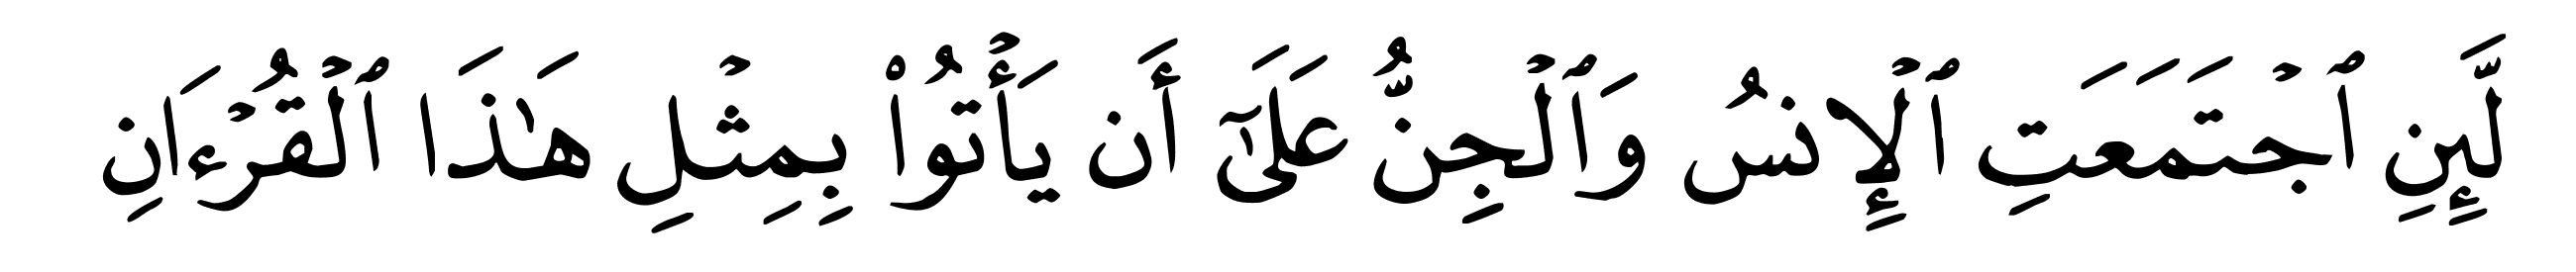 لَّئِنِ ٱجۡتَمَعَتِ ٱلۡإِنسُ وَٱلۡجِنُّ عَلَىٰٓ أَن يَأۡتُواْ بِمِثۡلِ هَٰذَا ٱلۡقُرۡءَانِ